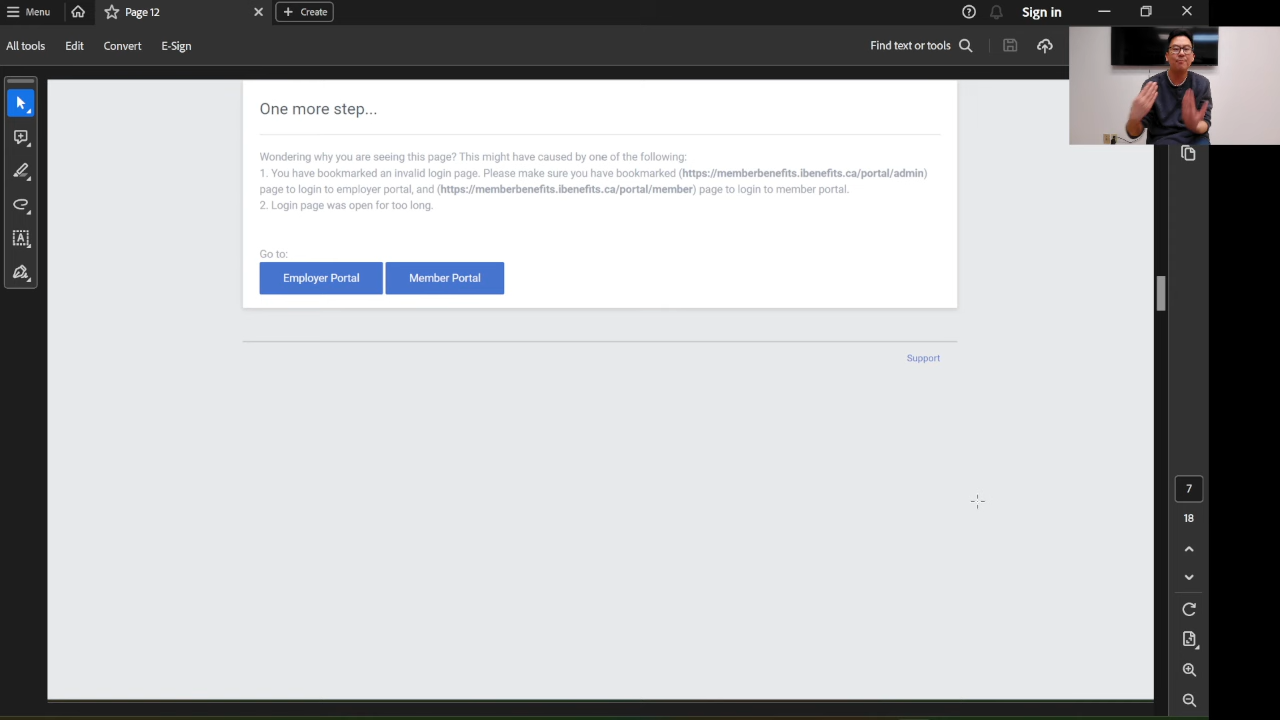 Menu
Page 12
Create
Sign in
All tools
Edit
Convert
E-Sign
Find text or tools
One more step...
Wondering why you are seeing this page? This might have caused by one of the following:
1. You have bookmarked an invalid login page. Please make sure you have bookmarked (https://memberbenefits.ibenefits.ca/portal/admin)
page to login to employer portal, and (https://memberbenefits.ibenefits.ca/portal/member) page to login to member portal.
2. Login page was open for too long.
Go to:
Employer Portal
Member Portal
Support
7
18